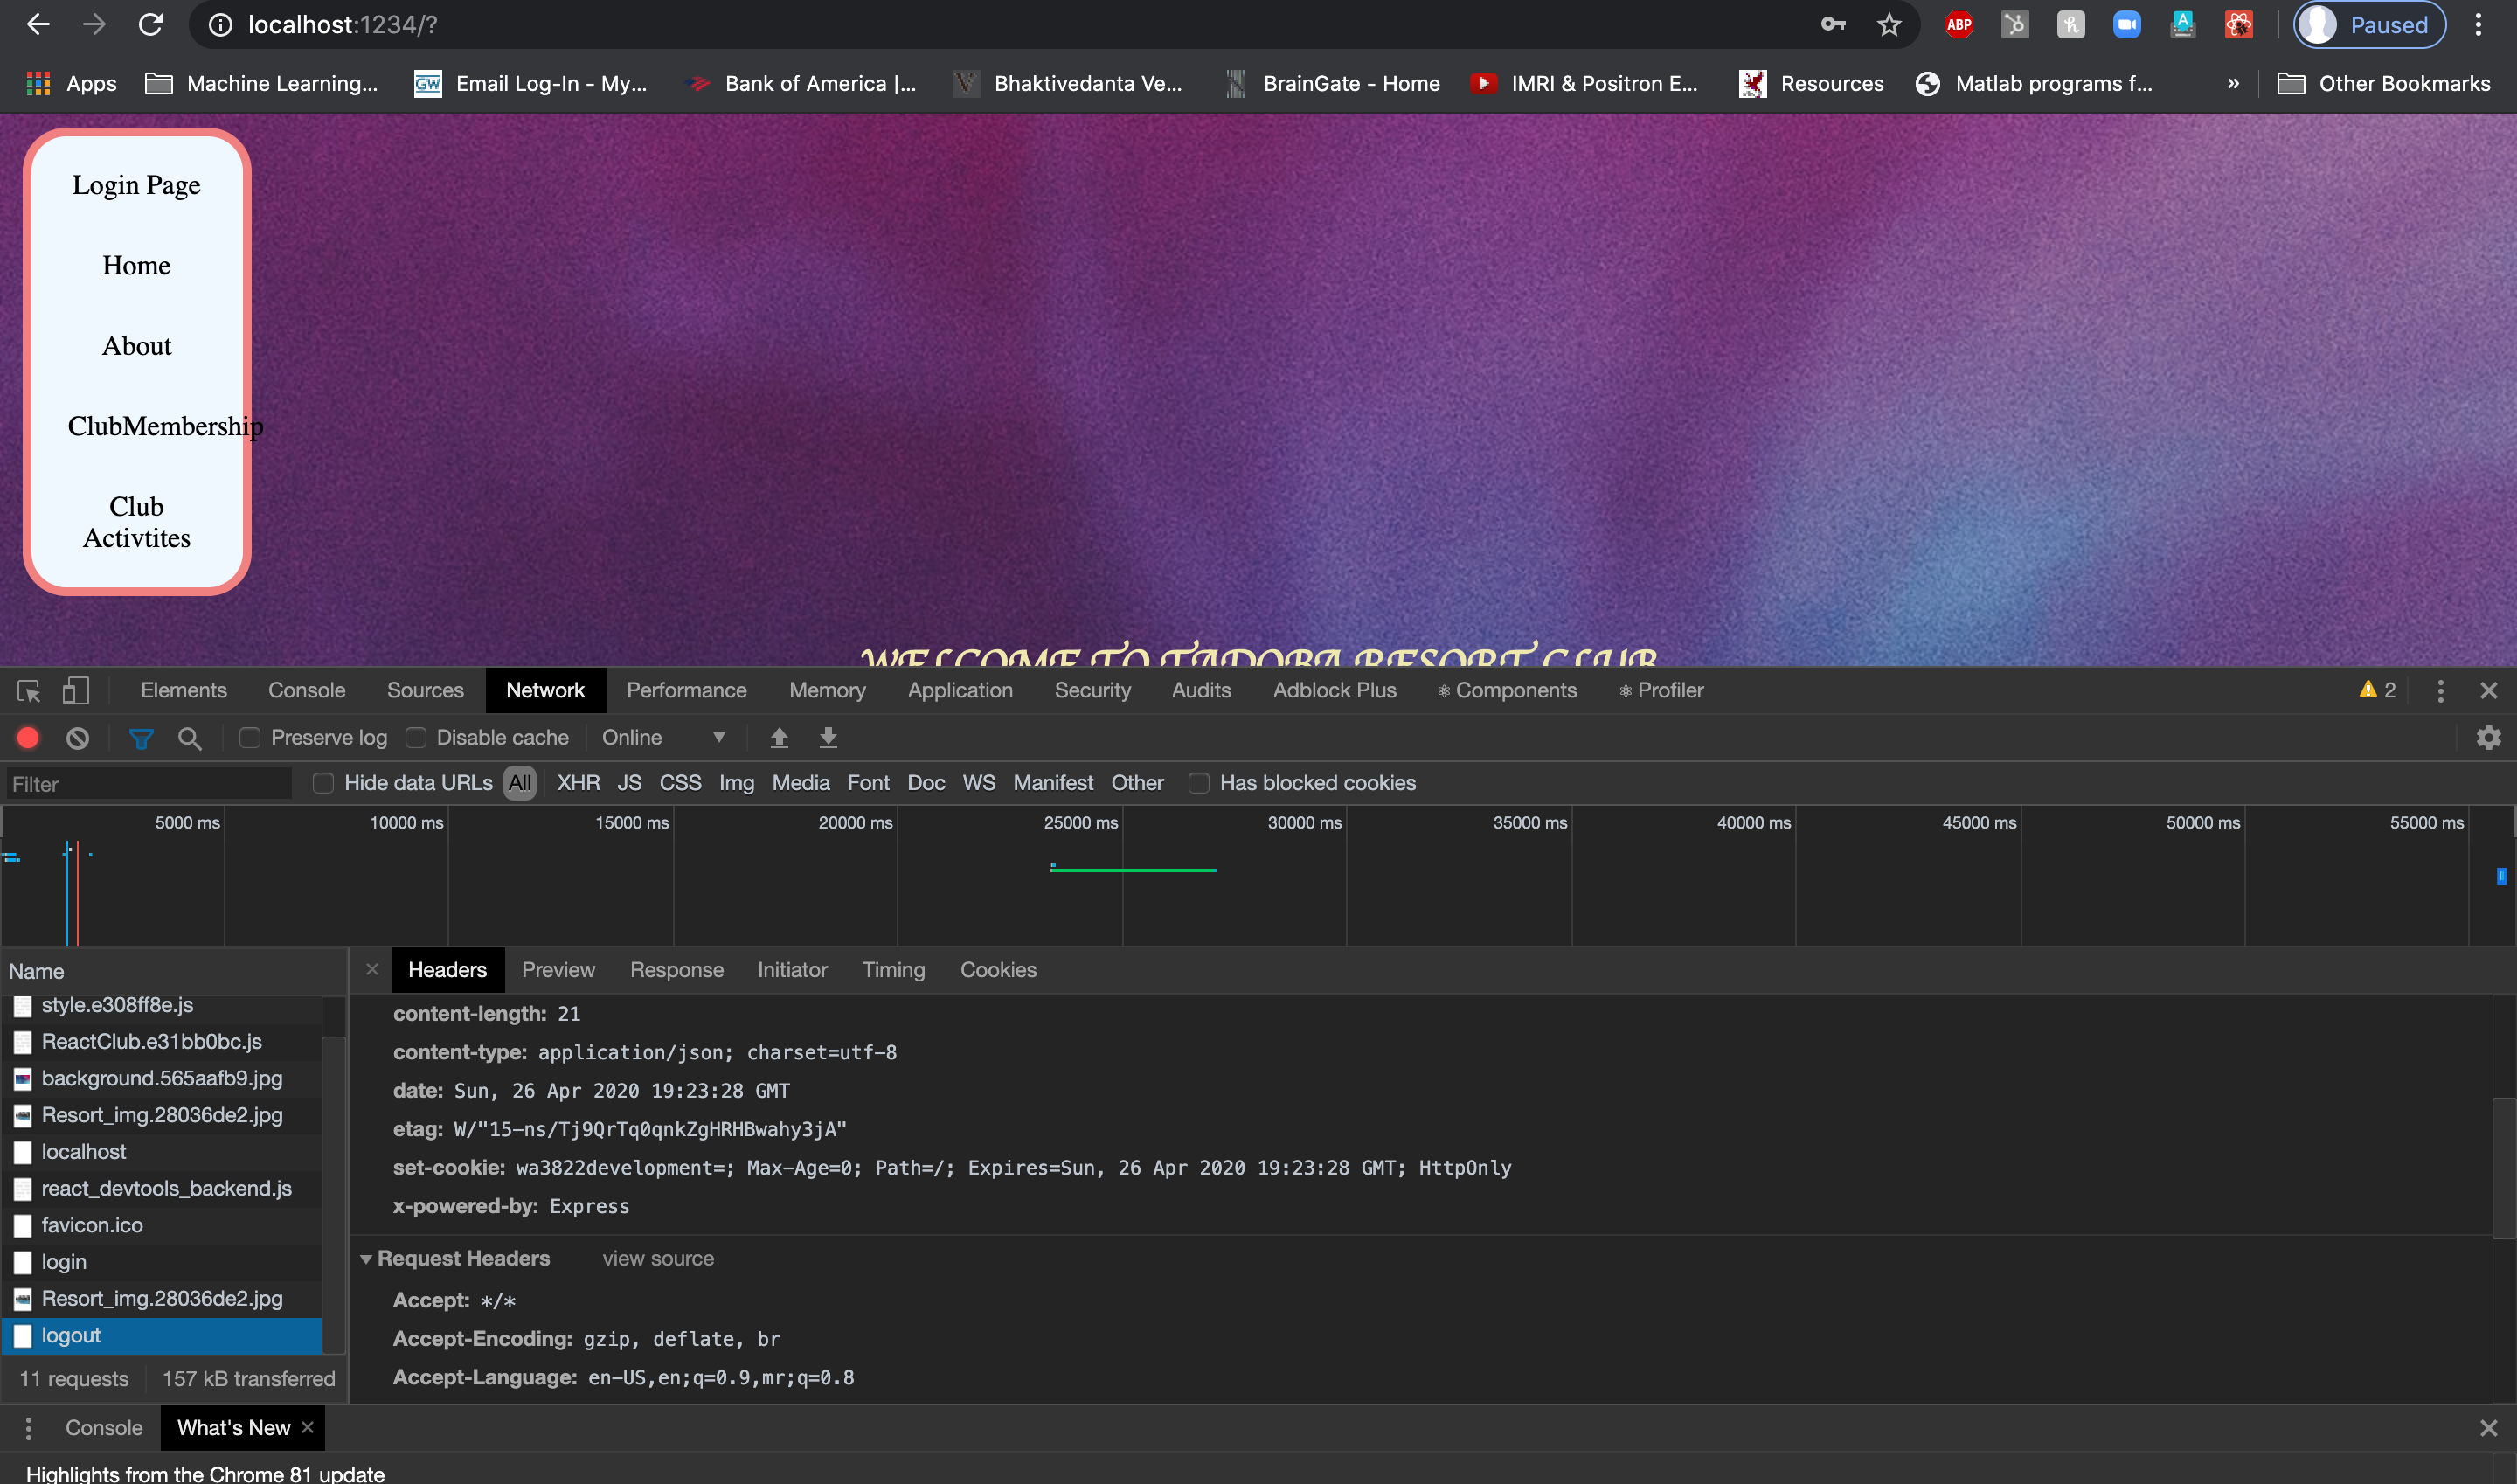 localhost:1234/?
ABP
Paused
Apps
Machine Learning...
GW
Email Log-In - My...
Bank of America |...
Bhaktivedanta Ve...
BrainGate - Home
IMRI & Positron E...
Resources
Matlab programs f...
»
Other Bookmarks
Login Page
Home
About
ClubMembership
Club
Activtites
WELCOME TO TADOBA RESORT CLUB
Elements
Console
Sources
Network
Performance
Memory
Application
Security
Audits
Adblock Plus
Components
Profiler
2
Preserve log
Disable cache
Online
Filter
Hide data URLs
All
XHR
JS
CSS
Img
Media
Font
Doc
WS
Manifest
Other
Has blocked cookies
5000 ms
10000 ms
15000 ms
20000 ms
25000 ms
30000 ms
35000 ms
40000 ms
45000 ms
50000 ms
55000 ms
Name
style.e308ff8e.js
ReactClub.e31bb0bc.js
background.565aafb9.jpg
Resort_img.28036de2.jpg
localhost
react_devtools_backend.js
favicon.ico
login
Resort_img.28036de2.jpg
logout
11 requests
157 kB transferred
Headers
Preview
Response
Initiator
Timing
Cookies
content-length: 21
content-type: application/json; charset=utf-8
date: Sun, 26 Apr 2020 19:23:28 GMT
etag: W/"15-ns/Tj9QrTq0qnkZgHRHBwahy3jA"
set-cookie: wa3822development=; Max-Age=0; Path=/; Expires=Sun, 26 Apr 2020 19:23:28 GMT; HttpOnly
x-powered-by: Express
Request Headers
view source
Accept: */*
Accept-Encoding: gzip, deflate, br
Accept-Language: en-US,en;q=0.9,mr;q=0.8
Console
What's New
Highlights from the Chrome 81 update